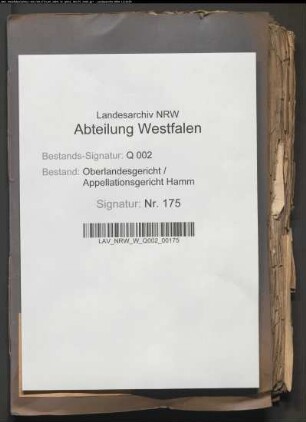 Landesarchiv NRW
Abteilung Westfalen
Bestands-Signatur: Q 002
Bestand: Oberlandesgericht /
Appellationsgericht Hamm
Signatur: Nr. 175
LAV_NRW_W_Q002_00175